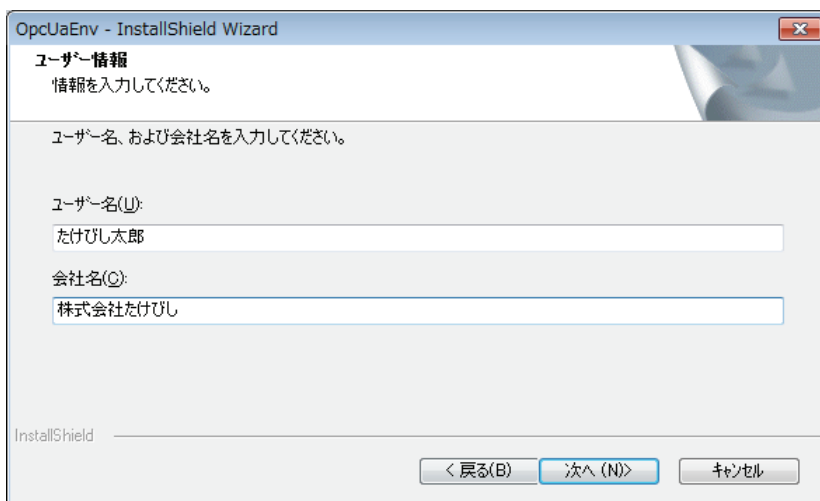 OpcUaEnv - InstallShield Wizard
ユーザー情報
情報を入力してください。
ユーザー名、および会社名を入力してください。
ユーザー名(U):
たけびし太郎
会社名(C):
株式会社たけびし
InstallShield
< 戻る(B)
次へ (N)>
キャンセル